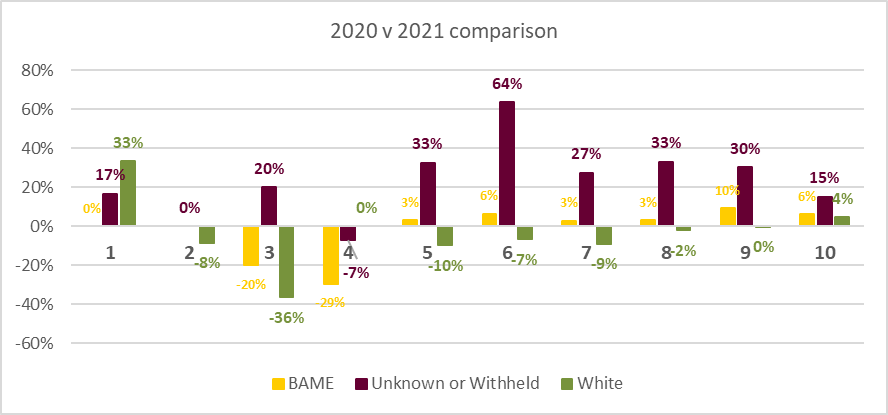 2020 v 2021 comparison
80%
60%
40%
20%
0%
-20%
-40%
-60%
0% 17% 33%
0% -8%
-20% 20% -36%
-29% -7% 0%
3% 33% -10%
6% 64% -7%
3% 27% -9%
3% 33% -2%
10% 30% 0%
6% 15% 4%
1 2 3 4 5 6 7 8 9 10
BAME Unknown or Withheld White